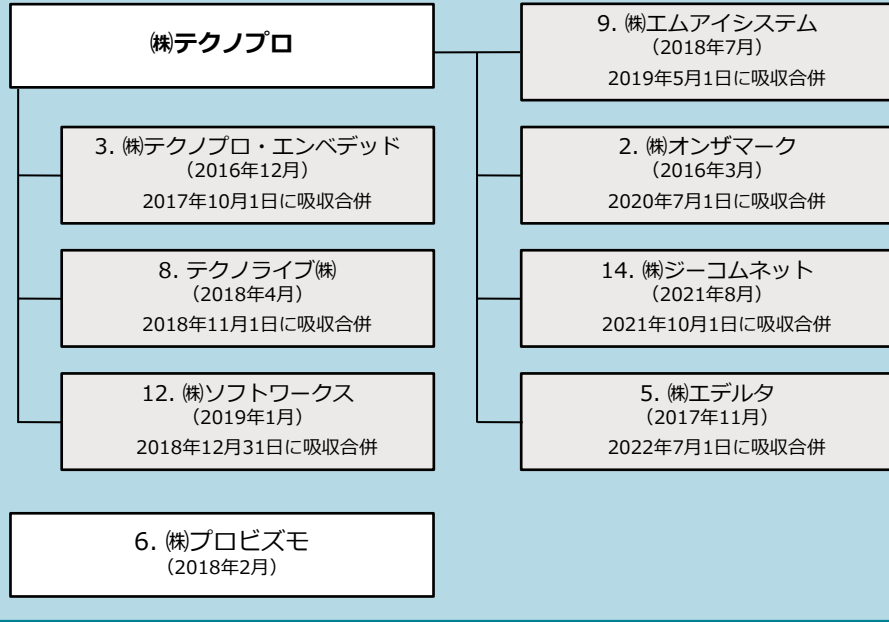 ㈱テクノプロ
3. ㈱テクノプロ・エンベデッド
（2016年12月）
2017年10月1日に吸収合併
8. テクノライブ㈱
（2018年4月）
2018年11月1日に吸収合併
12. ㈱ソフトワークス
（2019年1月）
2018年12月31日に吸収合併
9. ㈱エムアイシステム
（2018年7月）
2019年5月1日に吸収合併
2. ㈱オンザマーク
（2016年3月）
2020年7月1日に吸収合併
14. ㈱ジーコムネット
（2021年8月）
2021年10月1日に吸収合併
5. ㈱エデルタ
（2017年11月）
2022年7月1日に吸収合併
6. ㈱プロビズモ
（2018年2月）